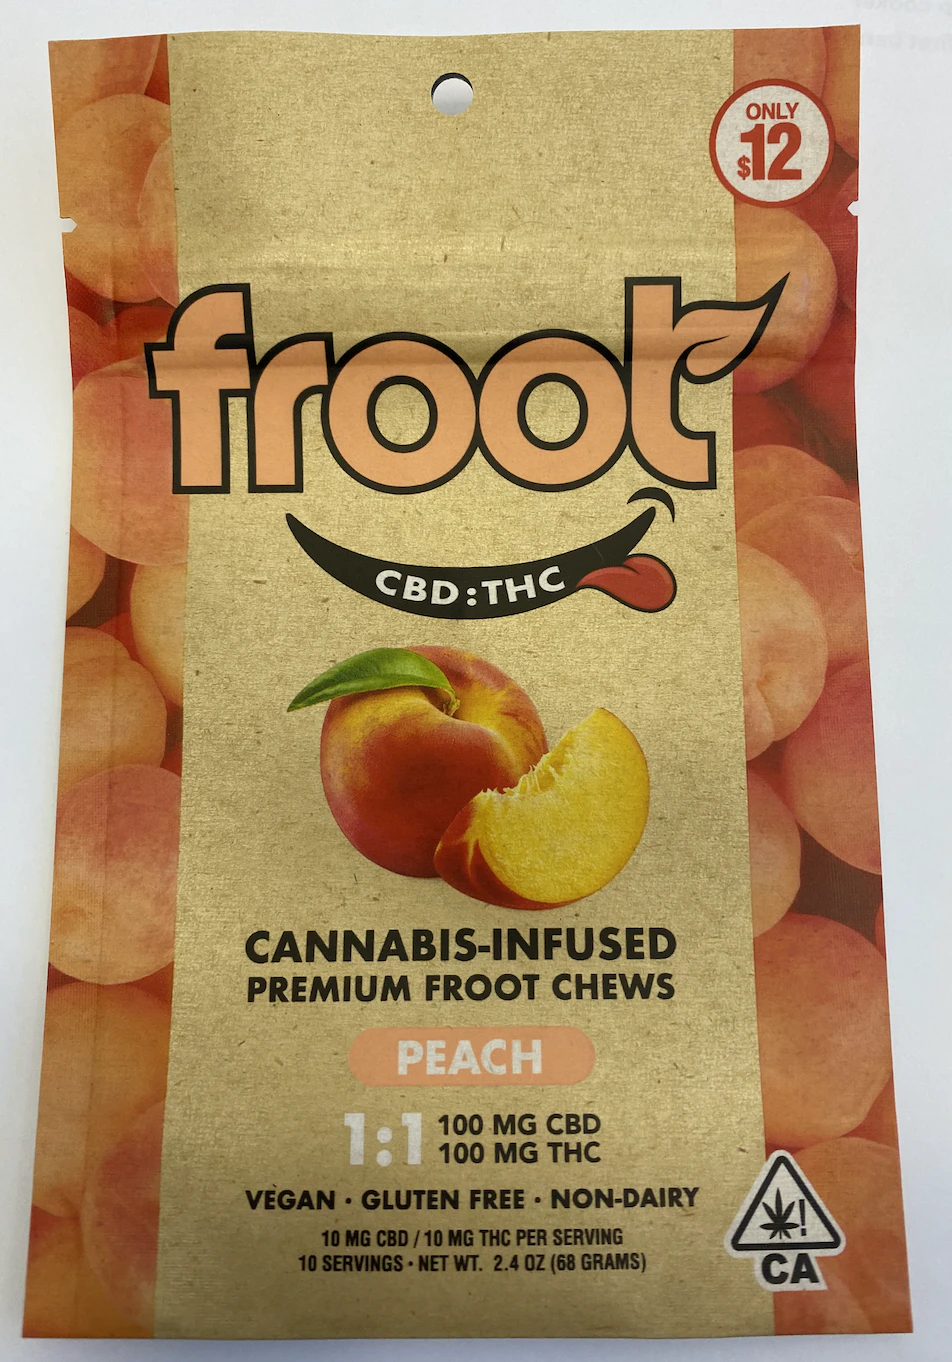 ONLY
$12
froot
CBD:THC
CANNABIS-INFUSED
PREMIUM FROOT CHEWS
PEACH
1:1 100 MG CBD
100 MG THC
VEGAN · GLUTEN FREE · NON-DAIRY
10 MG CBD / 10 MG THC PER SERVING
10 SERVINGS · NET WT. 2.4 OZ (68 GRAMS)
!
CA